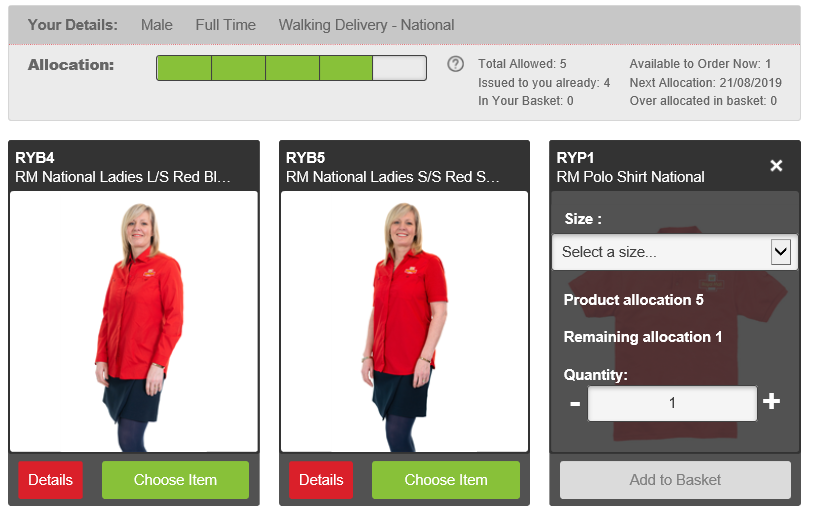 Your Details: Male Full Time Walking Delivery - National
Allocation:
? Total Allowed: 5 Available to Order Now: 1
Issued to you already: 4 Next Allocation: 21/08/2019
In Your Basket: 0 Over allocated in basket: 0
RYB4
RM National Ladies L/S Red Bl...
Details Choose Item
RYB5
RM National Ladies S/S Red S...
Details Choose Item
RYP1
RM Polo Shirt National
Size :
Select a size...
Product allocation 5
Remaining allocation 1
Quantity:
- 1 +
Add to Basket